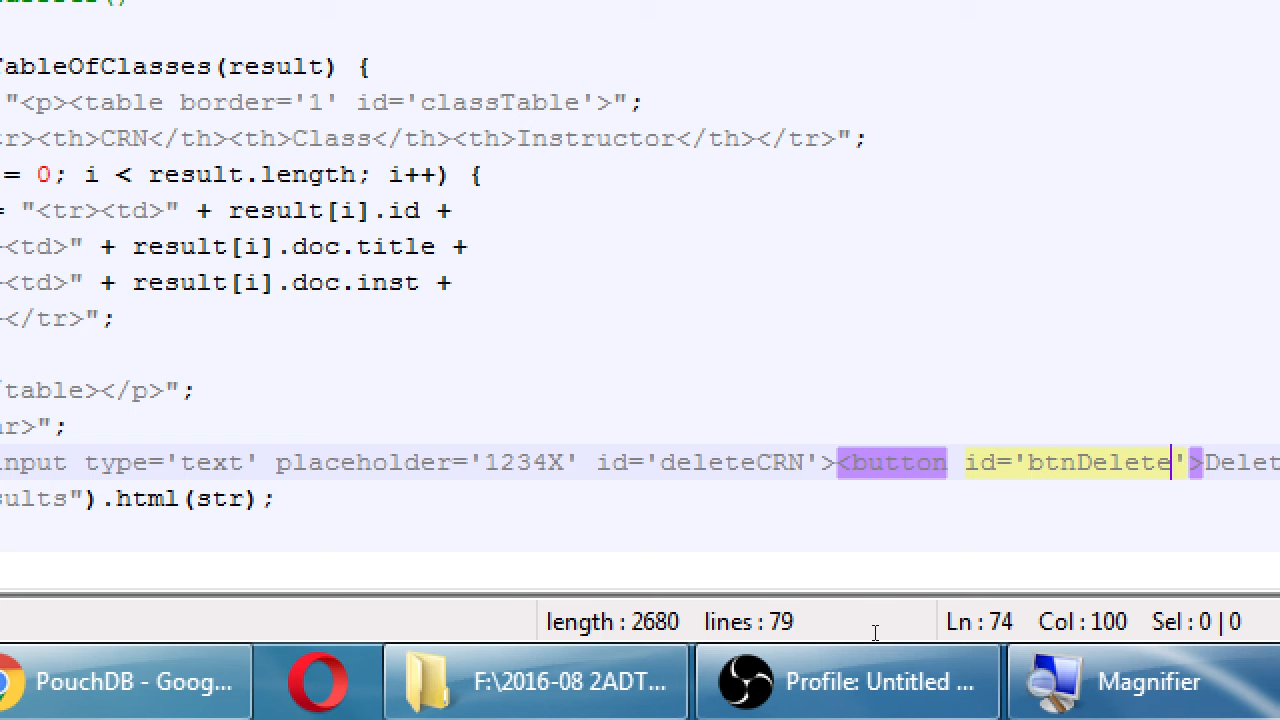 ableOfClasses(result) {
"<p><table border='1' id='classTable'>";
r><th>CRN</th><th>Class</th><th>Instructor</th></tr>";
= 0; i < result.length; i++) {
= "<tr><td>" + result[i].id +
<td>" + result[i].doc.title +
<td>" + result[i].doc.inst +
</tr>";
table></p>";
r>";
nput type='text' placeholder='1234X' id='deleteCRN'><button id='btnDelete'>Delet
sults").html(str);
length : 2680 lines : 79 Ln : 74 Col : 100 Sel : 0 | 0
PouchDB - Goog... F:\2016-08 2ADT... Profile: Untitled ... Magnifier